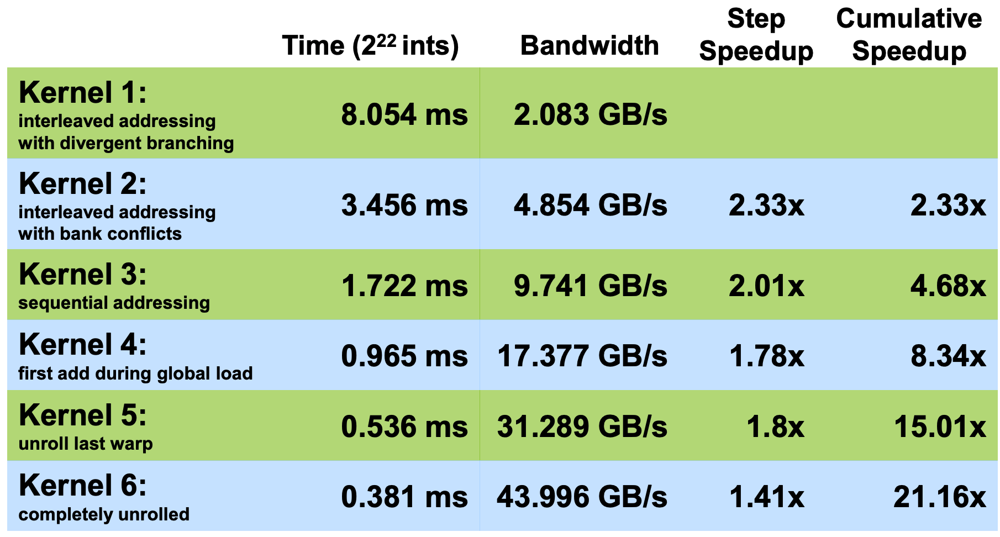 Time (2²² ints) Bandwidth Step Speedup Cumulative Speedup
Kernel 1:
interleaved addressing
with divergent branching
8.054 ms 2.083 GB/s
Kernel 2:
interleaved addressing
with bank conflicts
3.456 ms 4.854 GB/s 2.33x 2.33x
Kernel 3:
sequential addressing
1.722 ms 9.741 GB/s 2.01x 4.68x
Kernel 4:
first add during global load
0.965 ms 17.377 GB/s 1.78x 8.34x
Kernel 5:
unroll last warp
0.536 ms 31.289 GB/s 1.8x 15.01x
Kernel 6:
completely unrolled
0.381 ms 43.996 GB/s 1.41x 21.16x